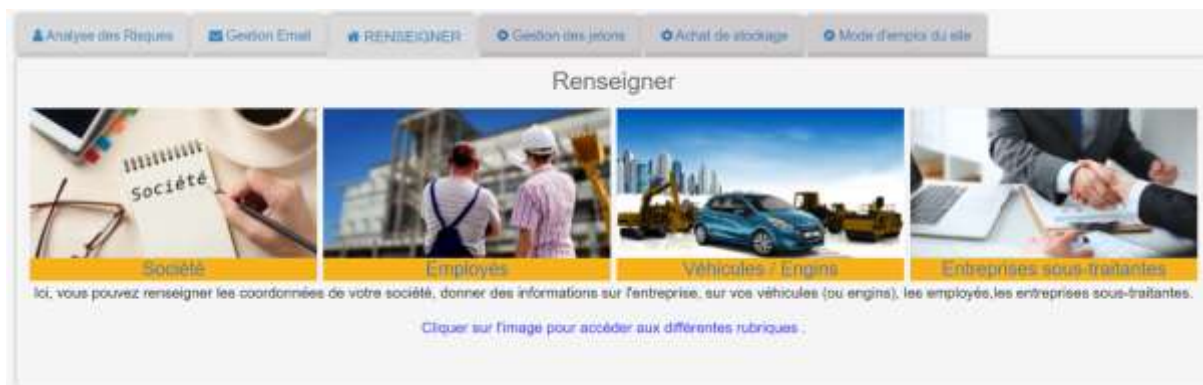 Analyse des Risques Gestion Email RENSEIGNER Gestion des jetons Achat de stockage Mode d'emploi du site
Renseigner
Société
Société Employés Véhicules / Engins Entreprises sous-traitantes
Ici, vous pouvez renseigner les coordonnées de votre société, donner des informations sur l'entreprise, sur vos véhicules (ou engins), les employés,les entreprises sous-traitantes.
Cliquer sur l'image pour accéder aux différentes rubriques .